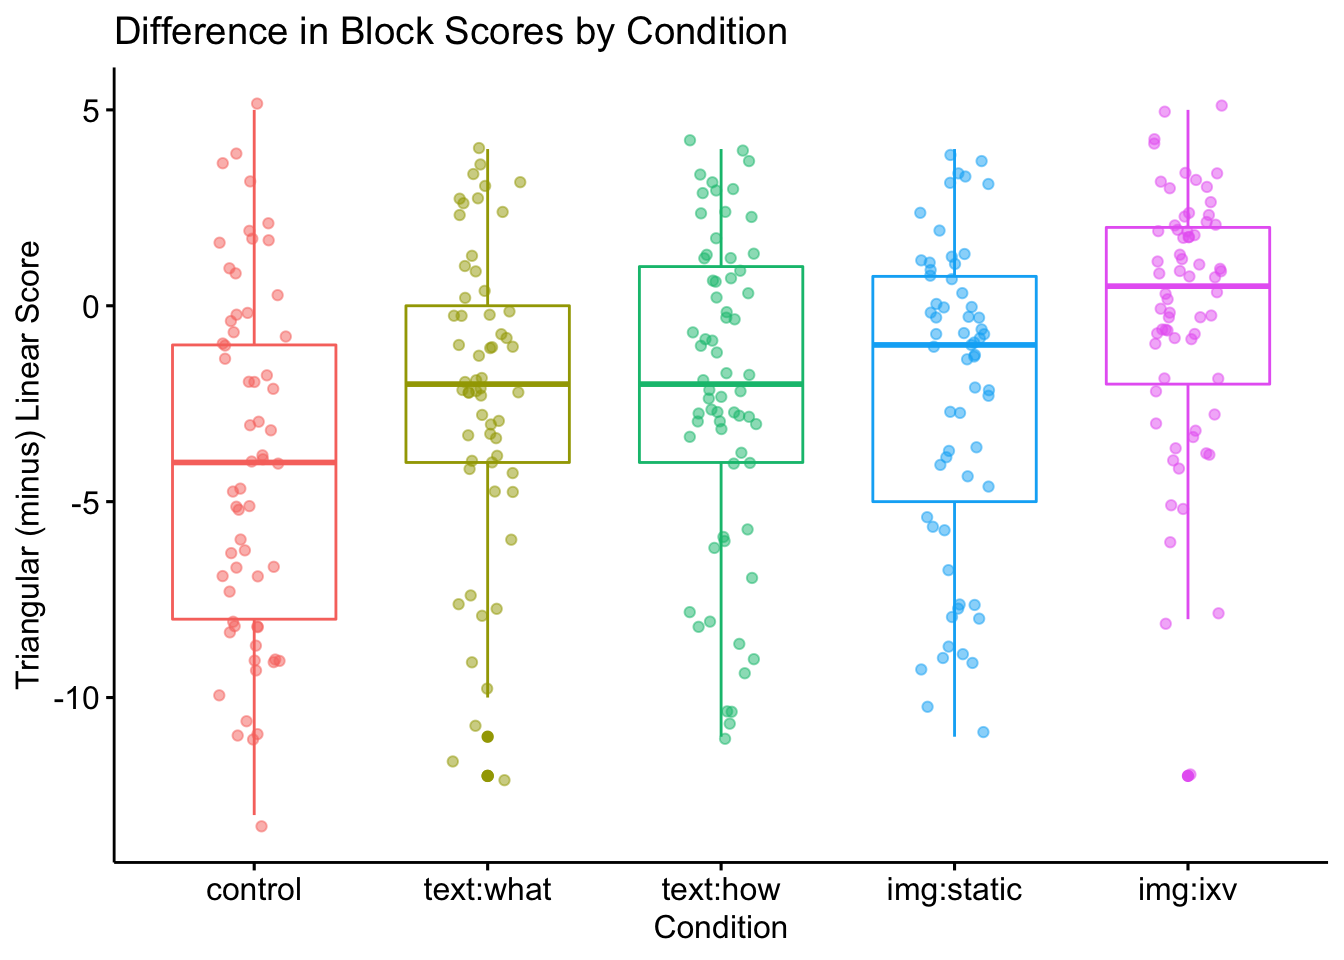 Difference in Block Scores by Condition
Triangular (minus) Linear Score
5
0
-5
-10
control
text:what
text:how
img:static
img:ixv
Condition